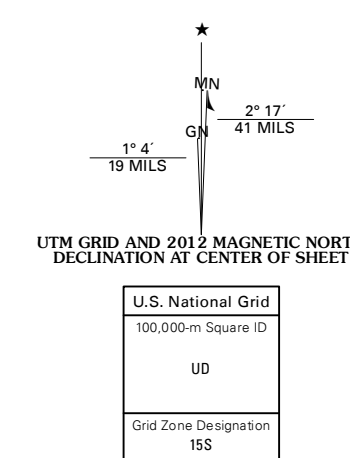 ★
MN
GN
2° 17´
41 MILS
1° 4´
19 MILS
UTM GRID AND 2012 MAGNETIC NORT
DECLINATION AT CENTER OF SHEET
U.S. National Grid
100,000-m Square ID
UD
Grid Zone Designation
15S